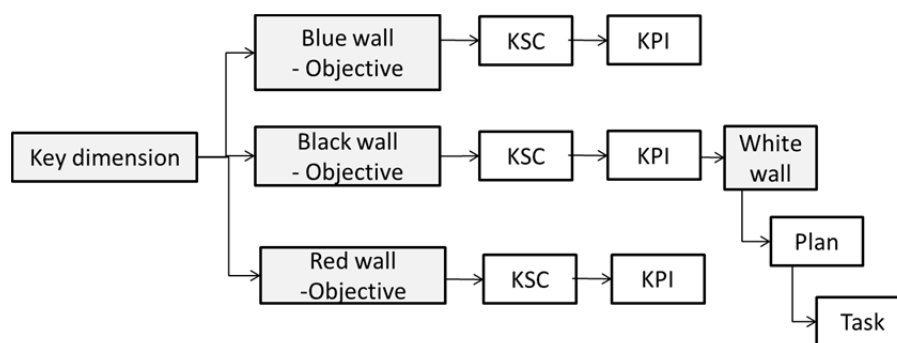 Blue wall
- Objective
KSC
KPI
Key dimension
Black wall
- Objective
KSC
KPI
White
wall
Plan
Red wall
-Objective
KSC
KPI
Task